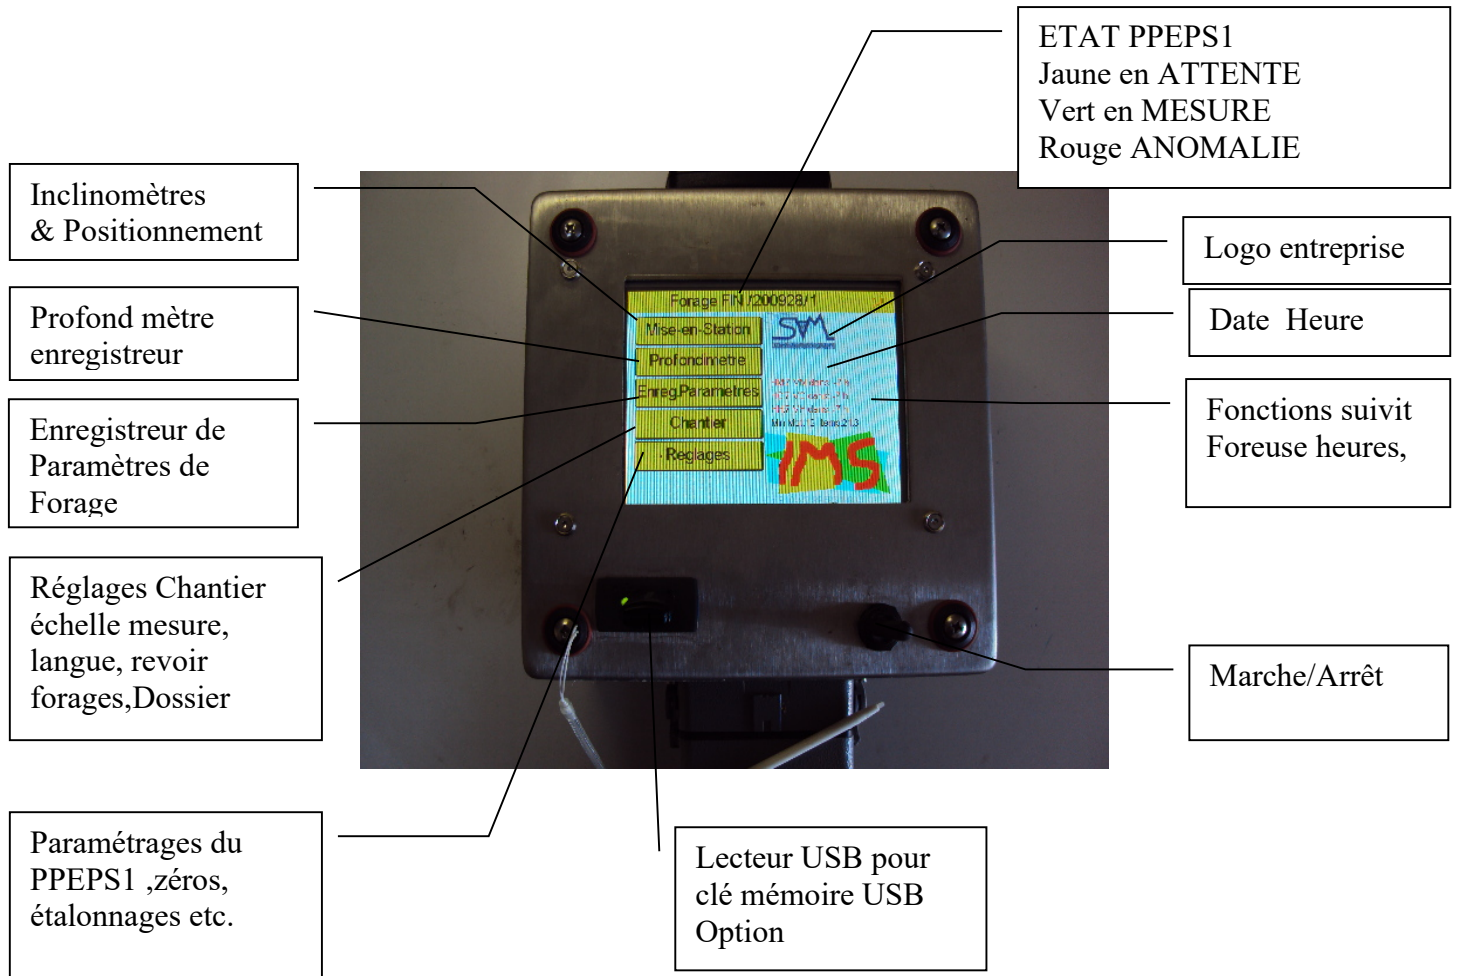 ETAT PPEPS1
Jaune en ATTENTE
Vert en MESURE
Rouge ANOMALIE
Inclinomètres
& Positionnement
Logo entreprise
Profond mètre
enregistreur
Date Heure
Enregistreur de
Paramètres de
Forage
Fonctions suivit
Foreuse heures,
Réglages Chantier
échelle mesure,
langue, revoir
forages,Dossier
Marche/Arrêt
Paramétrages du
PPEPS1 ,zéros,
étalonnages etc.
Lecteur USB pour
clé mémoire USB
Option
Forage FIN /200928/1
Mise-en-Station
Profondimetre
Enreg.Parametres
Chantier
Reglages
IMS